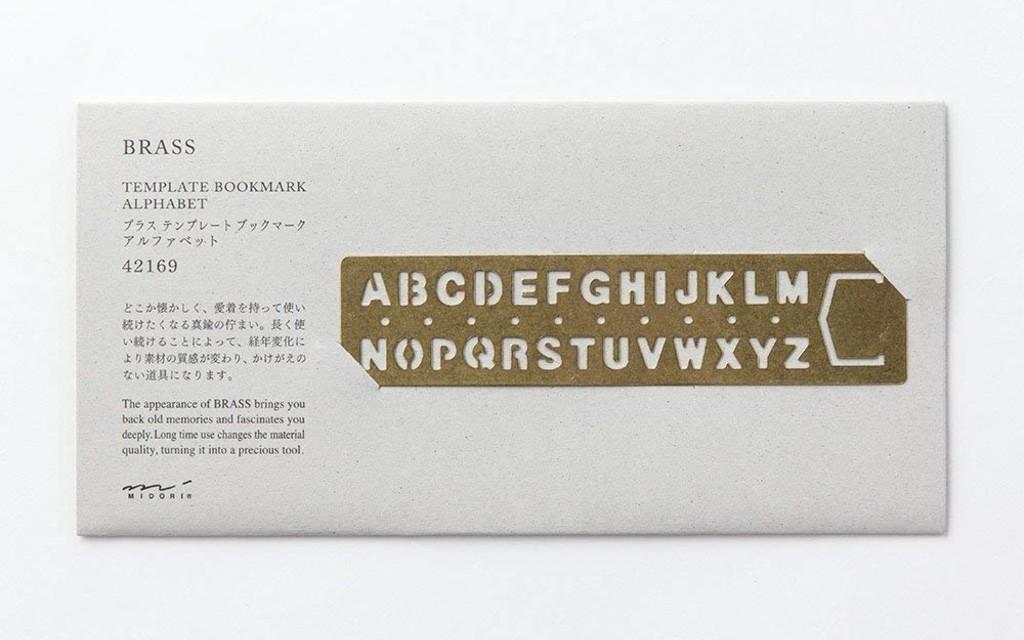 BRASS
TEMPLATE BOOKMARK
ALPHABET
ブラス テンプレート ブックマーク
アルファベット
42169
どこか懐かしく、愛着を持って使い
続けたくなる真鍮の佇まい。長く使
い続けることによって、経年変化に
より素材の質感が変わり、かけがえの
ない道具になります。
The appearance of BRASS brings you
back old memories and fascinates you
deeply. Long time use changes the material
quality, turning it into a precious tool.
MIDORI®
ABCDEFGHIJKLM
NOPQRSTUVWXYZ